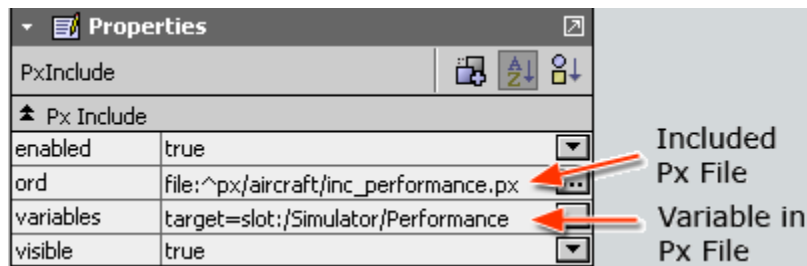 Properties
PxInclude
Px Include
enabled true
ord file:^px/aircraft/inc_performance.px
variables target=slot:/Simulator/Performance
visible true
Included
Px File
Variable in
Px File